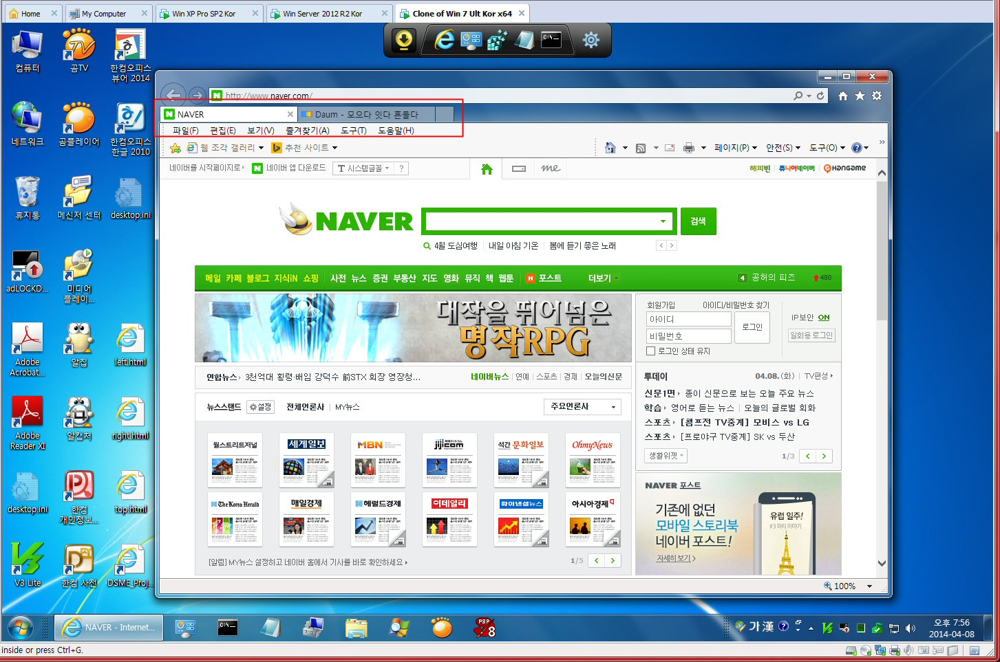 Home
My Computer
Win XP Pro SP2 Kor
Win Server 2012 R2 Kor
Clone of Win 7 Ult Kor x64
컴퓨터
곰TV
한컴오피스 뷰어 2014
네트워크
곰플레이어
한컴오피스 한글 2010
휴지통
메신저 센터
desktop.ini
adLOCKD...
미디어 플레이...
Adobe Acrobat...
알집
left.html
Adobe Reader XI
알캡처
right.html
desktop.ini
한컴 개인정보...
top.html
V3 Lite
한컴 사전
DSME_Proj...
http://www.naver.com/
NAVER
Daum - 모으다 잇다 흔들다
파일(F) 편집(E) 보기(V) 즐겨찾기(A) 도구(T) 도움말(H)
웹 조각 갤러리 추천 사이트
페이지(P) 안전(S) 도구(O)
네이버를 시작페이지로 네이버 앱 다운로드 T 시스템글꼴 ?
me
해피빈 쥬니어네이버 Hangame
NAVER
검색
4월 도심여행 내일 아침 기온 봄에 듣기 좋은 노래
메일 카페 블로그 지식iN 쇼핑 사전 뉴스 증권 부동산 지도 영화 뮤직 책 웹툰 포스트 더보기
4 공허의 피즈 480
대작을 뛰어넘은
명작RPG
회원가입 아이디/비밀번호 찾기
아이디
비밀번호
로그인
로그인 상태 유지
IP보안 ON
일회용 로그인
연합뉴스 3천억대 횡령·배임 강덕수 前STX 회장 영장청...
네이버뉴스 연예 스포츠 경제 오늘의신문
투데이 04.08.(화) TV편성
신문1면 종이 신문으로 보는 오늘 주요 뉴스
학습 영어로 듣는 뉴스 오늘의 글로벌 회화
스포츠 [챔프전 TV중계] 모비스 vs LG
스포츠 [프로야구 TV중계] SK vs 두산
생활위젯
1/3
뉴스스탠드 설정 전체언론사 MY뉴스 주요언론사
월스트리트저널 세계일보 MBN jjicom 석간 문화일보 OhmyNews
The Korea Herald 매일경제 헤럴드경제 이데일리 파이낸셜뉴스 아시아경제
[알림] MY뉴스 설정하고 네이버 홈에서 기사를 바로 확인하세요
1/5
NAVER 포스트
기존에 없던
모바일 스토리북
네이버 포스트!
자세히 보기
유럽 일주!
#3 파리 이야기
100%
NAVER - Internet...
PSP 8
가 漢
오후 7:56
2014-04-08
inside or press Ctrl+G.